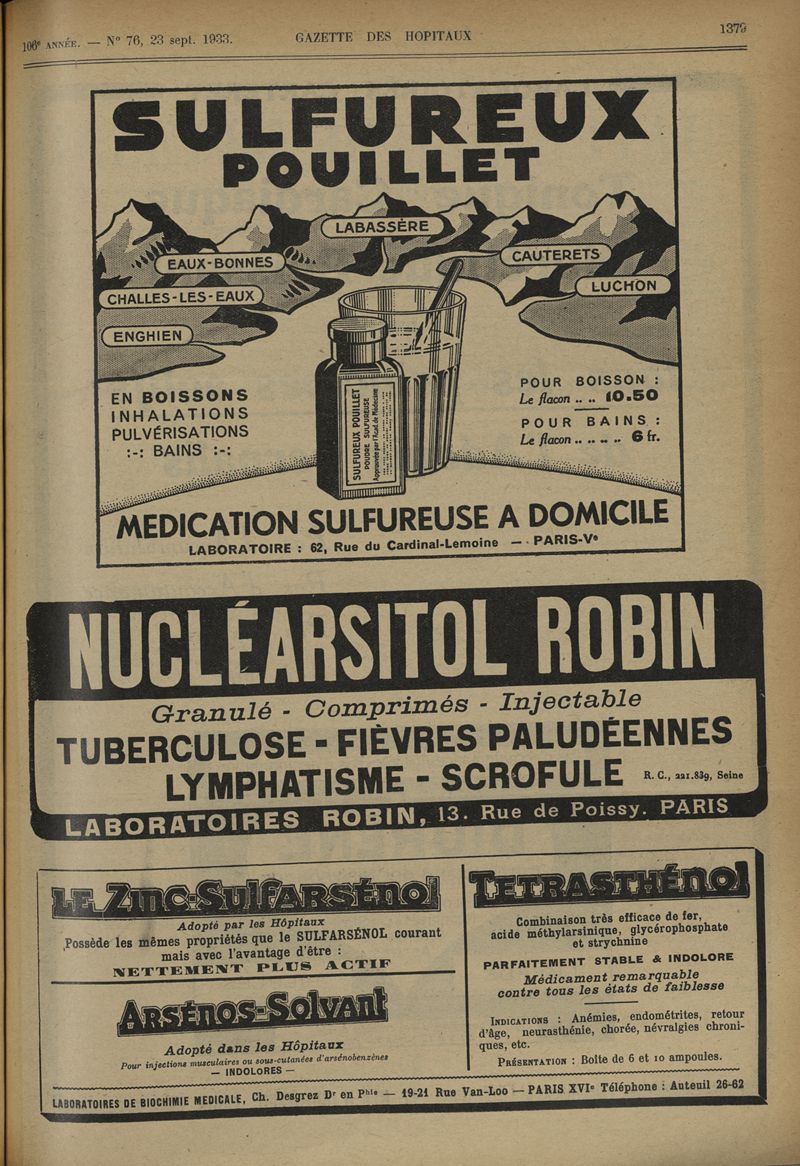 106e ANNÉE. — N° 76, 23 sept. 1933. GAZETTE DES HOPITAUX 1379
SULFUREUX
POUILLET
LABASSÈRE
EAUX-BONNES
CAUTERETS
CHALLES-LES-EAUX
LUCHON
ENGHIEN
EN BOISSONS
INHALATIONS
PULVÉRISATIONS
:-: BAINS :-:
SULFUREUX POUILLET
POUDRE SULFUREUSE
Approuvée par l'Acad. de Médecine
POUR BOISSON :
Le flacon .. .. 10.50
POUR BAINS :
Le flacon .. .. .. .. 6 fr.
MEDICATION SULFUREUSE A DOMICILE
LABORATOIRE : 62, Rue du Cardinal-Lemoine — PARIS-Ve
NUCLÉARSITOL ROBIN
Granulé - Comprimés - Injectable
TUBERCULOSE - FIÈVRES PALUDÉENNES
LYMPHATISME - SCROFULE R. C., 221.839, Seine
LABORATOIRES ROBIN, 13. Rue de Poissy. PARIS
LE ZINC-SULFARSÉNOL
Adopté par les Hôpitaux
Possède les mêmes propriétés que le SULFARSÉNOL courant
mais avec l'avantage d'être :
NETTEMENT PLUS ACTIF
ARSÉNOS-SOLVANT
Adopté dans les Hôpitaux
Pour injections musculaires ou sous-cutanées d'arsénobenzènes
— INDOLORES —
TETRASTHÉNOL
Combinaison très efficace de fer,
acide méthylarsinique, glycérophosphate
et strychnine
PARFAITEMENT STABLE & INDOLORE
Médicament remarquable
contre tous les états de faiblesse
INDICATIONS : Anémies, endométrites, retour
d'âge, neurasthénie, chorée, névralgies chroni-
ques, etc.
PRÉSENTATION : Boîte de 6 et 10 ampoules.
LABORATOIRES DE BIOCHIMIE MEDICALE, Ch. Desgrez Dr en Phie — 19-21 Rue Van-Loo — PARIS XVIe Téléphone : Auteuil 26-62